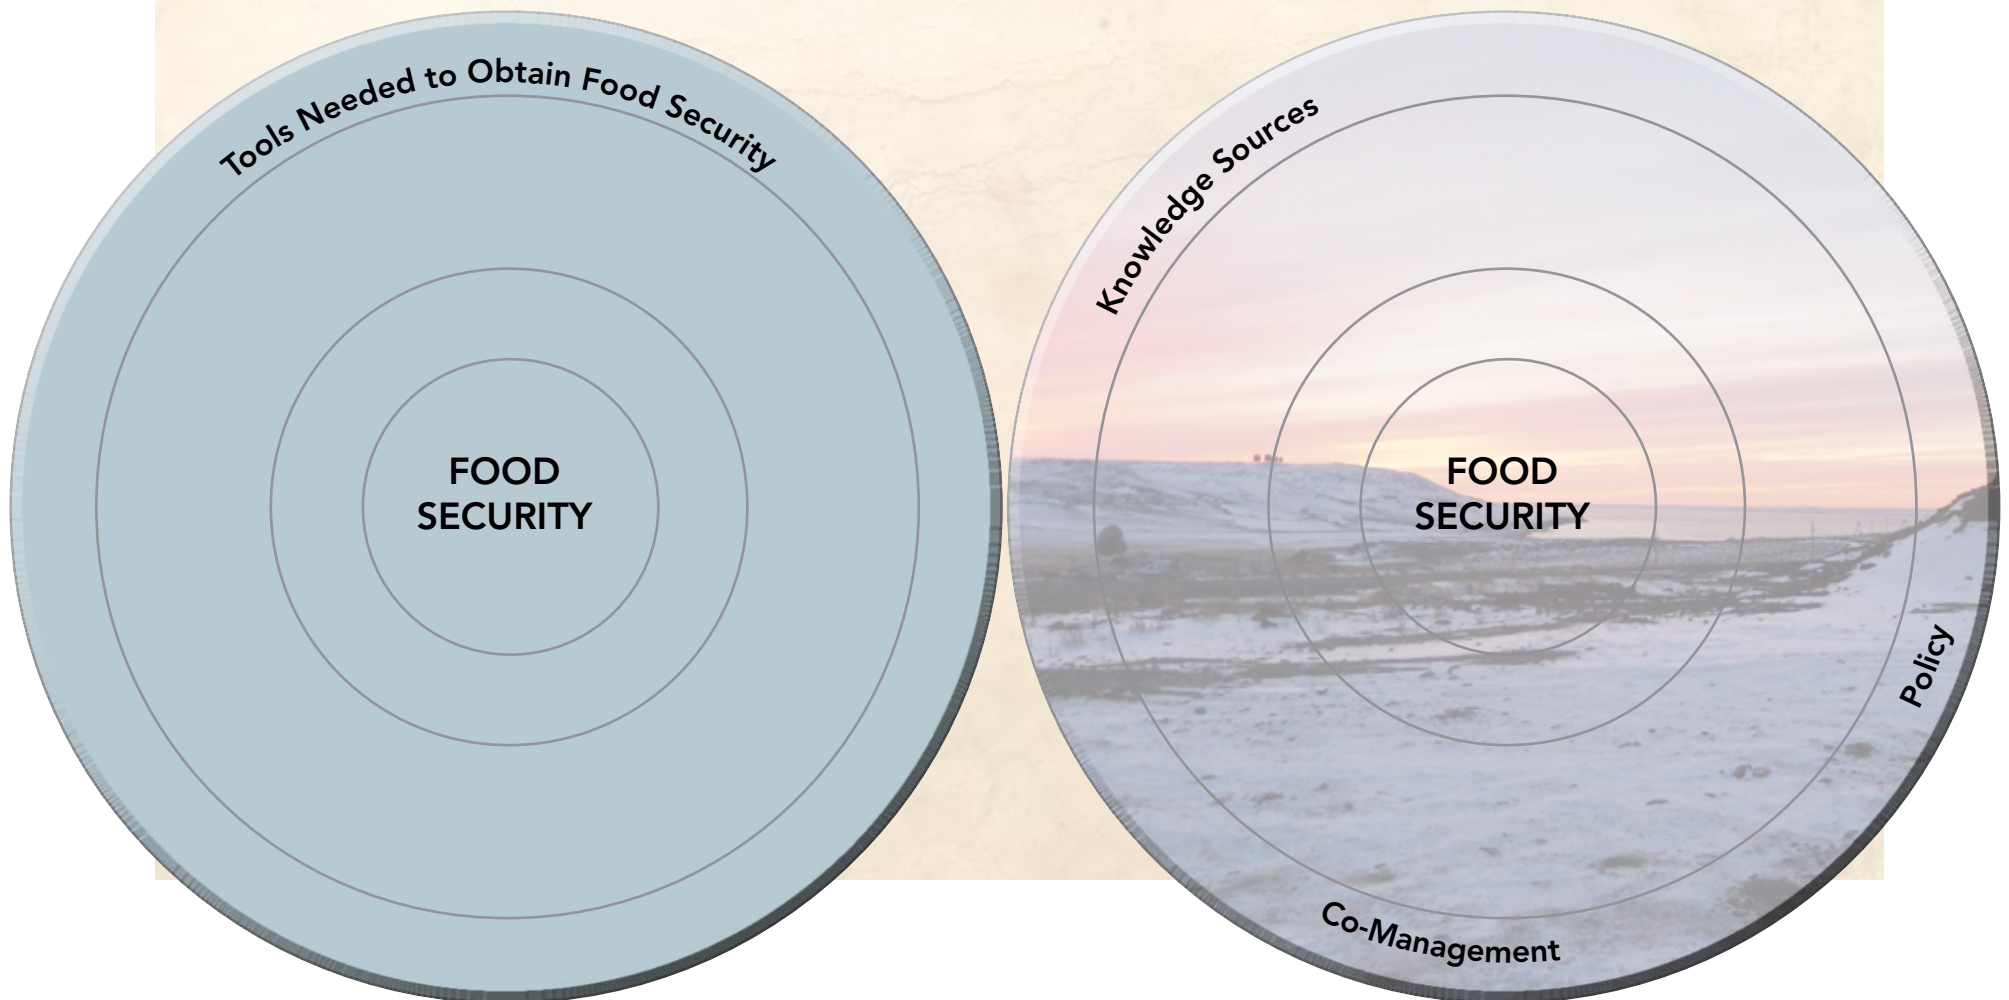 Tools Needed to Obtain Food Security
FOOD
SECURITY
Knowledge Sources
FOOD
SECURITY
Policy
Co-Management